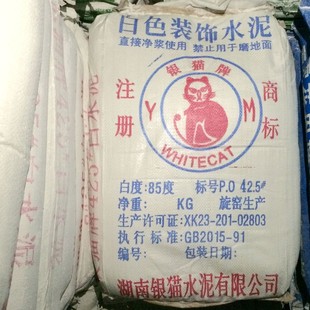 白色装饰水泥
直接净浆使用 禁止用于磨地面
银猫牌
注册 商标
Y M
WHITECAT
白度:85度 标号P.O 42.5#
净重: KG 旋窑生产
生产许可证:XK23-201-02803
执行标准:GB2015-91
编号: 包装日期:
湖南银猫水泥有限公司